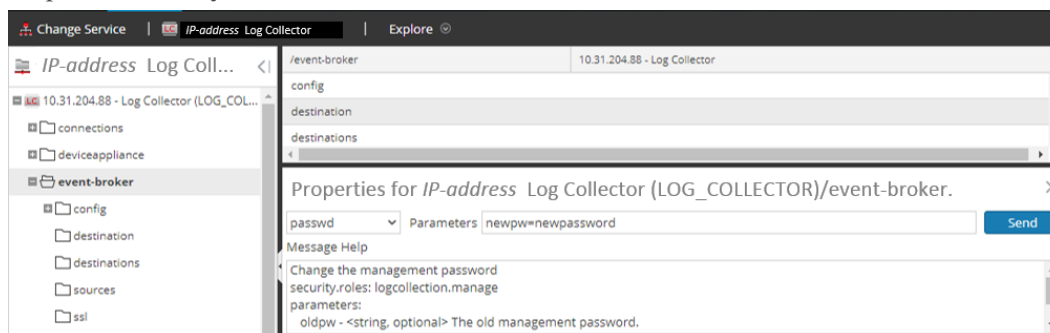 Change Service | LC IP-address Log Collector | Explore
IP-address Log Coll...
/event-broker 10.31.204.88 - Log Collector
config
destination
destinations
LC 10.31.204.88 - Log Collector (LOG_COL...
connections
deviceappliance
event-broker
config
destination
destinations
sources
ssl
Properties for IP-address Log Collector (LOG_COLLECTOR)/event-broker.
passwd Parameters newpw=newpassword Send
Message Help
Change the management password
security.roles: logcollection.manage
parameters:
oldpw - <string, optional> The old management password.